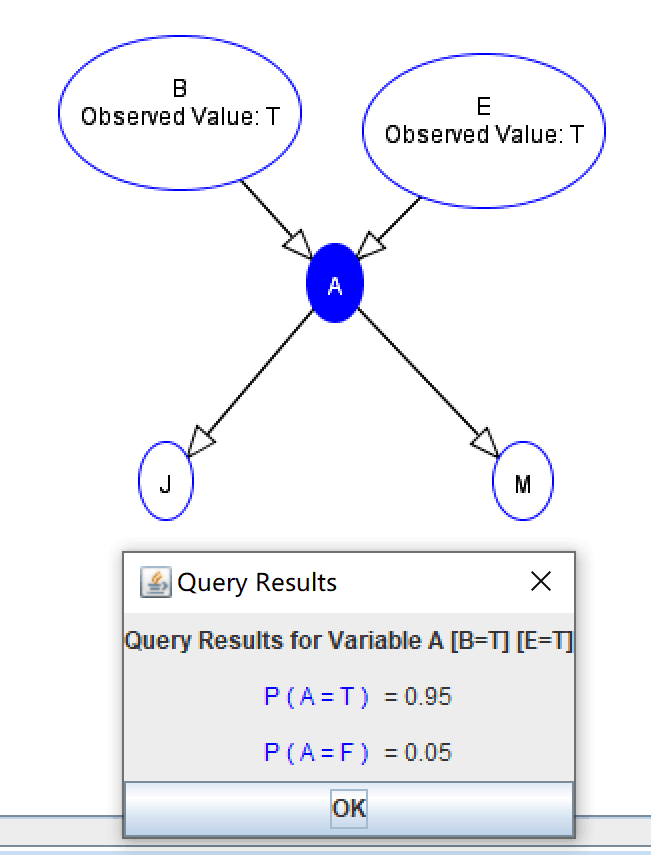 B
Observed Value: T
E
Observed Value: T
A
J
M
Query Results
Query Results for Variable A [B=T] [E=T]
P ( A = T ) = 0.95
P ( A = F ) = 0.05
OK